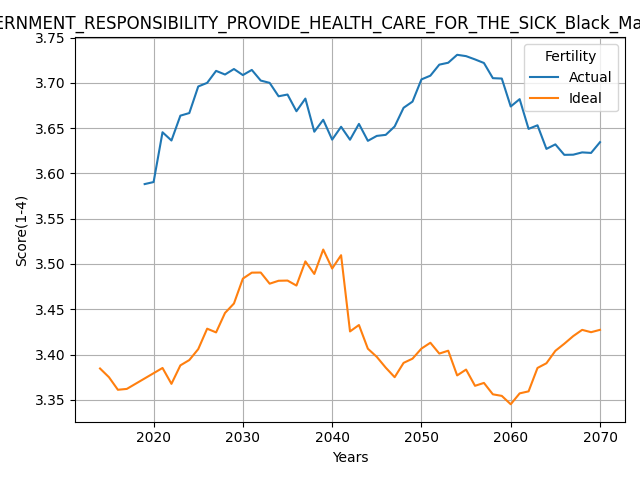 ERNMENT_RESPONSIBILITY_PROVIDE_HEALTH_CARE_FOR_THE_SICK_Black_Ma
3.75
3.70
3.65
3.60
3.55
3.50
3.45
3.40
3.35
Score(1-4)
Fertility
Actual
Ideal
2020 2030 2040 2050 2060 2070
Years